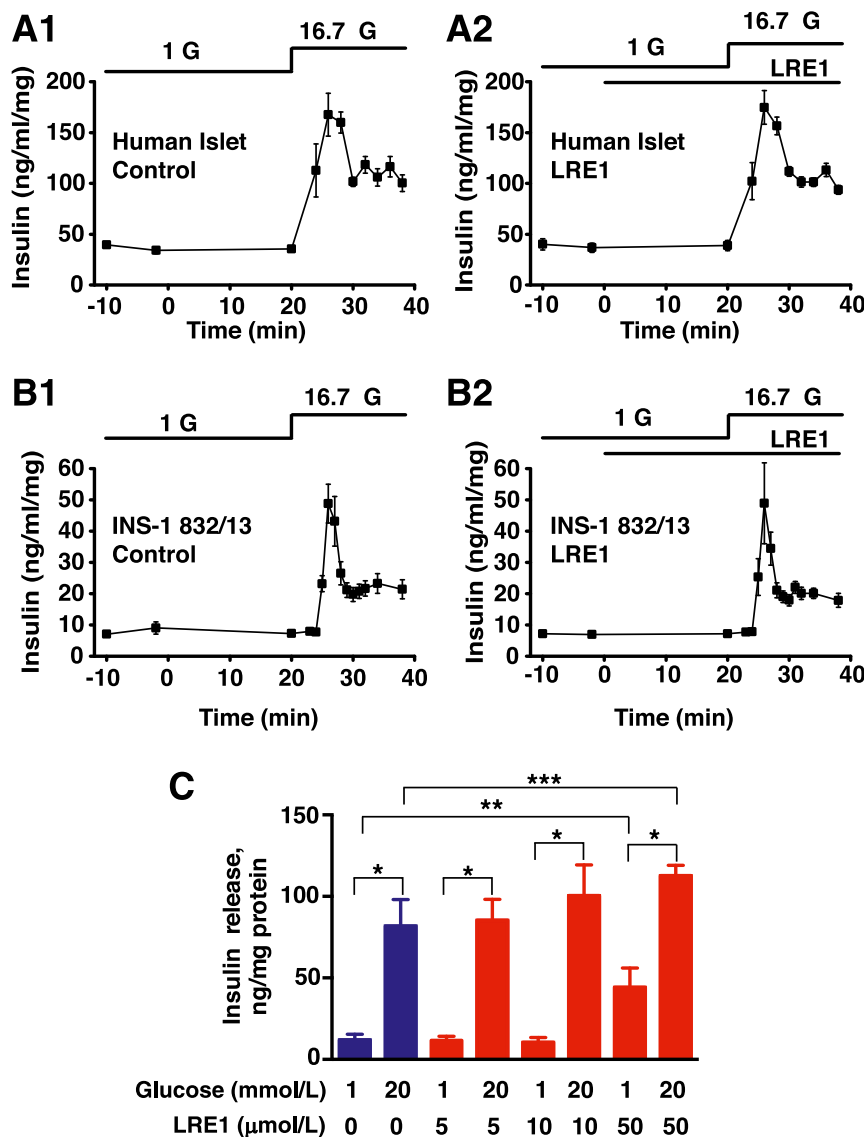 A1
1 G
16.7 G
Insulin (ng/ml/mg)
200
150
100
50
0
Human Islet
Control
-10 0 10 20 30 40
Time (min)
A2
1 G
16.7 G
LRE1
Insulin (ng/ml/mg)
200
150
100
50
0
Human Islet
LRE1
-10 0 10 20 30 40
Time (min)
B1
1 G
16.7 G
Insulin (ng/ml/mg)
60
50
40
30
20
10
0
INS-1 832/13
Control
-10 0 10 20 30 40
Time (min)
B2
1 G
16.7 G
LRE1
Insulin (ng/ml/mg)
60
50
40
30
20
10
0
INS-1 832/13
LRE1
-10 0 10 20 30 40
Time (min)
C
Insulin release,
ng/mg protein
150
100
50
0
***
**
* * * *
Glucose (mmol/L) 1 20 1 20 1 20 1 20
LRE1 (μmol/L) 0 0 5 5 10 10 50 50